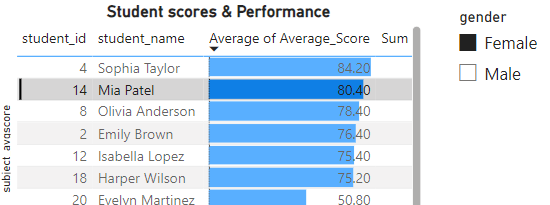 Student scores & Performance
student_id student_name Average of Average_Score Sum
4 Sophia Taylor 84.20
14 Mia Patel 80.40
8 Olivia Anderson 78.40
2 Emily Brown 76.40
12 Isabella Lopez 75.40
18 Harper Wilson 75.20
20 Evelyn Martinez 50.80
subject_avgscore
gender
Female
Male